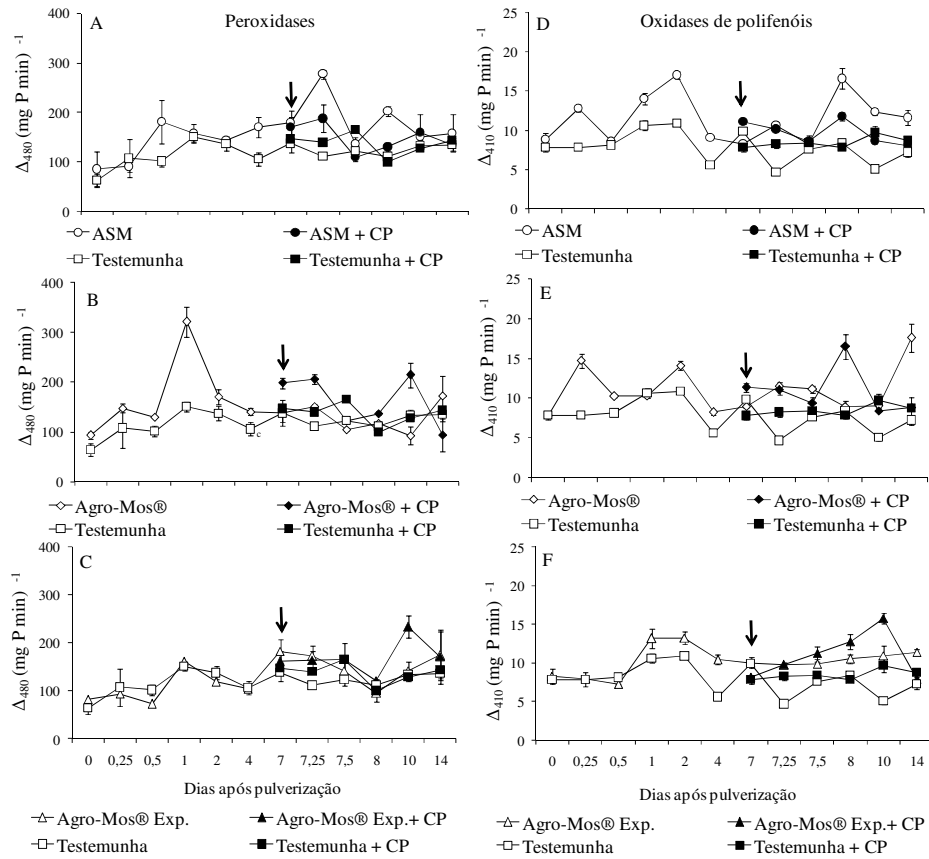 A
Peroxidases
Δ480 (mg P min) -1
400
300
200
100
0
ASM
ASM + CP
Testemunha
Testemunha + CP
D
Oxidases de polifenóis
Δ410 (mg P min) -1
25
20
15
10
5
0
ASM
ASM + CP
Testemunha
Testemunha + CP
B
Δ480 (mg P min) -1
400
300
200
100
0
c
Agro-Mos®
Agro-Mos® + CP
Testemunha
Testemunha + CP
E
Δ410 (mg P min) -1
25
20
15
10
5
0
Agro-Mos®
Agro-Mos® + CP
Testemunha
Testemunha + CP
C
Δ480 (mg P min) -1
400
300
200
100
0
0 0,25 0,5 1 2 4 7 7,25 7,5 8 10 14
Dias após pulverização
Agro-Mos® Exp.
Agro-Mos® Exp.+ CP
Testemunha
Testemunha + CP
F
Δ410 (mg P min) -1
25
20
15
10
5
0
0 0,25 0,5 1 2 4 7 7,25 7,5 8 10 14
Dias após pulverização
Agro-Mos® Exp.
Agro-Mos® Exp.+ CP
Testemunha
Testemunha + CP